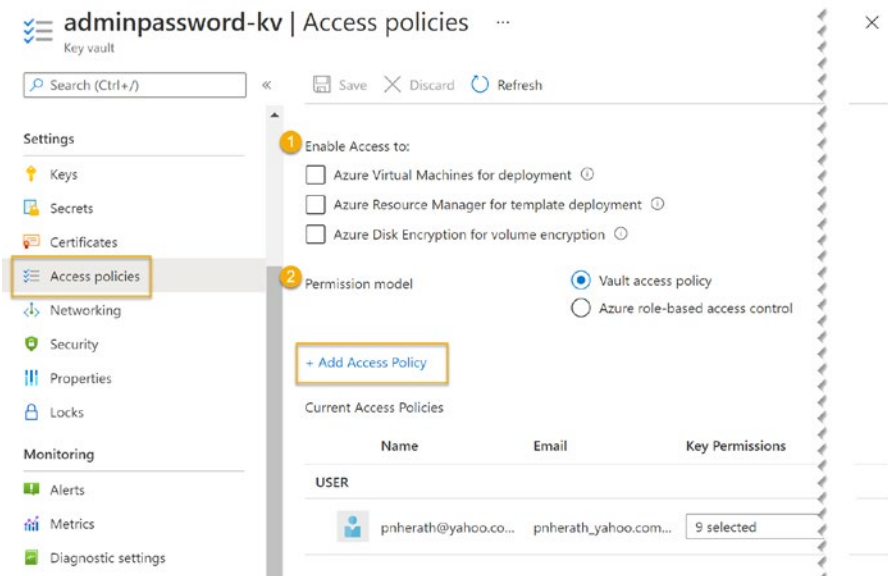 adminpassword-kv | Access policies ...
Key vault
Search (Ctrl+/)
«
Save
Discard
Refresh
Settings
Keys
Secrets
Certificates
Access policies
Networking
Security
Properties
Locks
Monitoring
Alerts
Metrics
Diagnostic settings
1
Enable Access to:
Azure Virtual Machines for deployment
Azure Resource Manager for template deployment
Azure Disk Encryption for volume encryption
2
Permission model
Vault access policy
Azure role-based access control
+ Add Access Policy
Current Access Policies
Name Email Key Permissions
USER
pnherath@yahoo.co... pnherath_yahoo.com... 9 selected